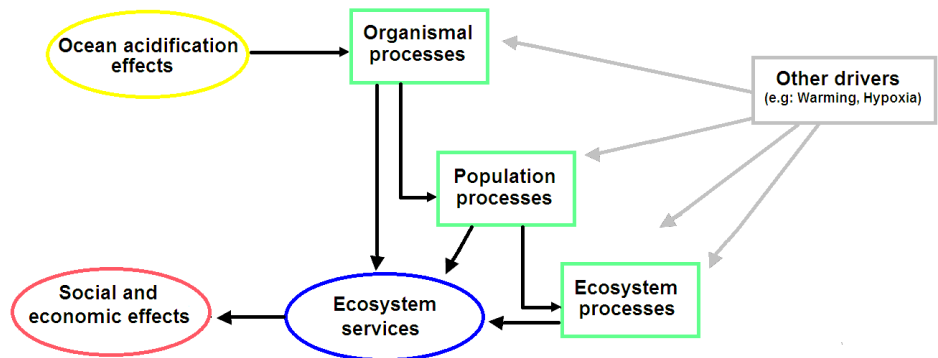 Ocean acidification
effects
Organismal
processes
Other drivers
(e.g: Warming, Hypoxia)
Population
processes
Ecosystem
processes
Ecosystem
services
Social and
economic effects